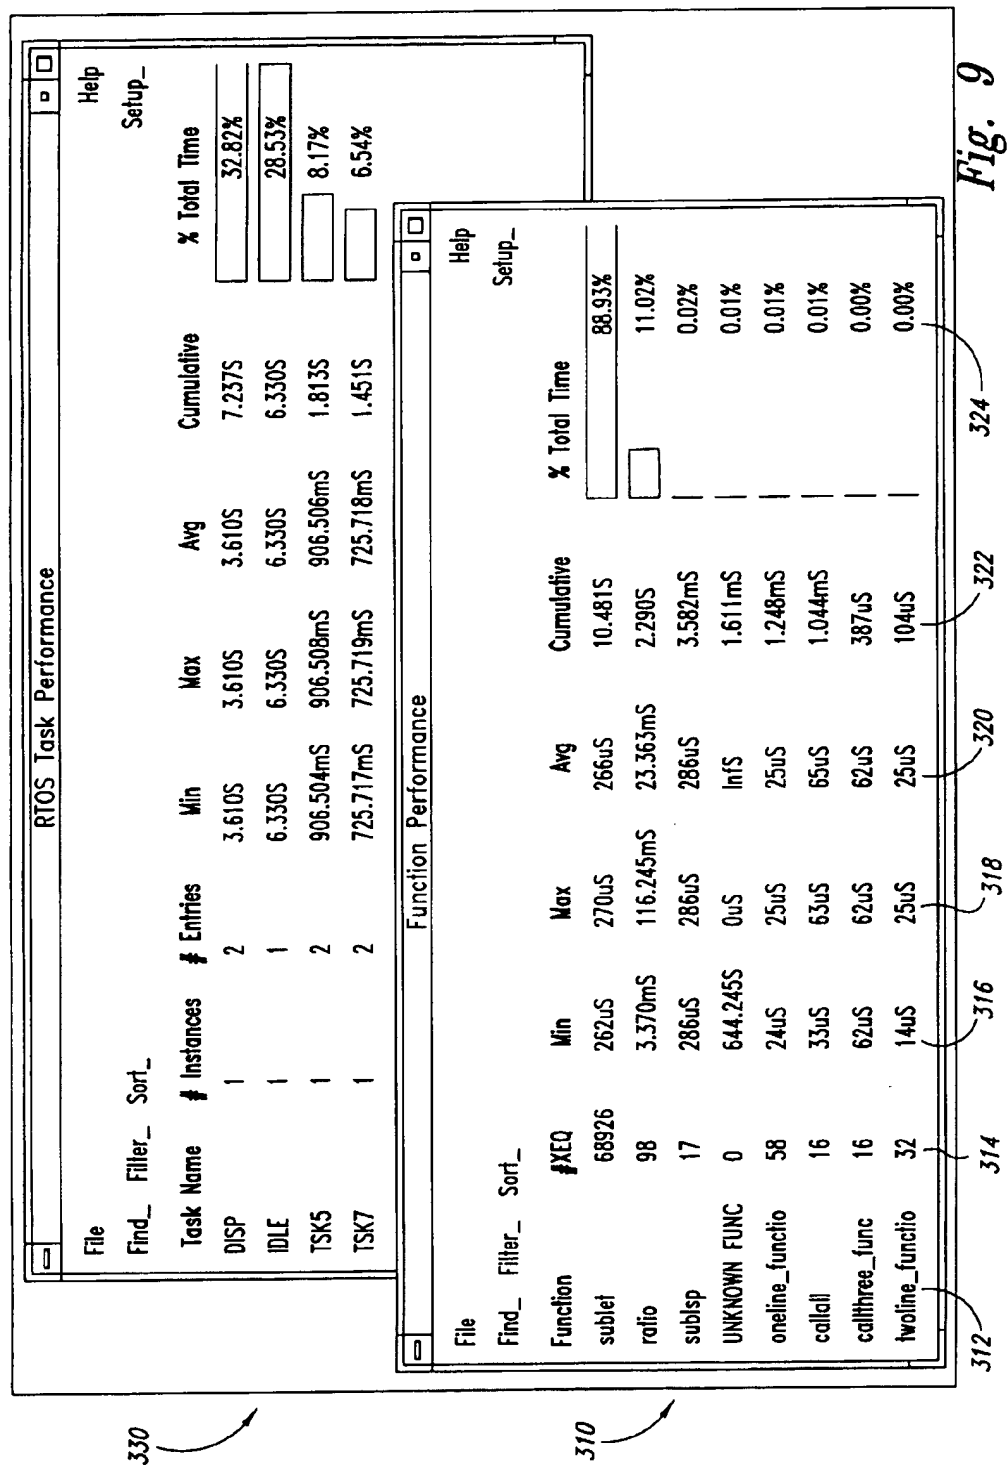 RTOS Task Performance
File Help
Find_ Filter_ Sort_ Setup_
Task Name # Instances # Entries Min Max Avg Cumulative % Total Time
DISP 1 2 3.610S 3.610S 3.610S 7.237S 32.82%
IDLE 1 1 6.330S 6.330S 6.330S 6.330S 28.53%
TSK5 1 2 906.504mS 906.508mS 906.506mS 1.813S 8.17%
TSK7 1 2 725.717mS 725.719mS 725.718mS 1.451S 6.54%
330
Function Performance
File Help
Find_ Filter_ Sort_ Setup_
Function #XEQ Min Max Avg Cumulative % Total Time
sublet 68926 262uS 270uS 266uS 10.481S 88.93%
ratio 98 3.370mS 116.245mS 23.363mS 2.290S 11.02%
sublsp 17 286uS 286uS 286uS 3.582mS 0.02%
UNKNOWN FUNC 0 644.245S 0uS InfS 1.611mS 0.01%
oneline_functio 58 24uS 25uS 25uS 1.248mS 0.01%
callall 16 33uS 63uS 65uS 1.044mS 0.01%
callthree_func 16 62uS 62uS 62uS 387uS 0.00%
twoline_functio 32 14uS 25uS 25uS 104uS 0.00%
310
312 314 316 318 320 322 324
Fig. 9